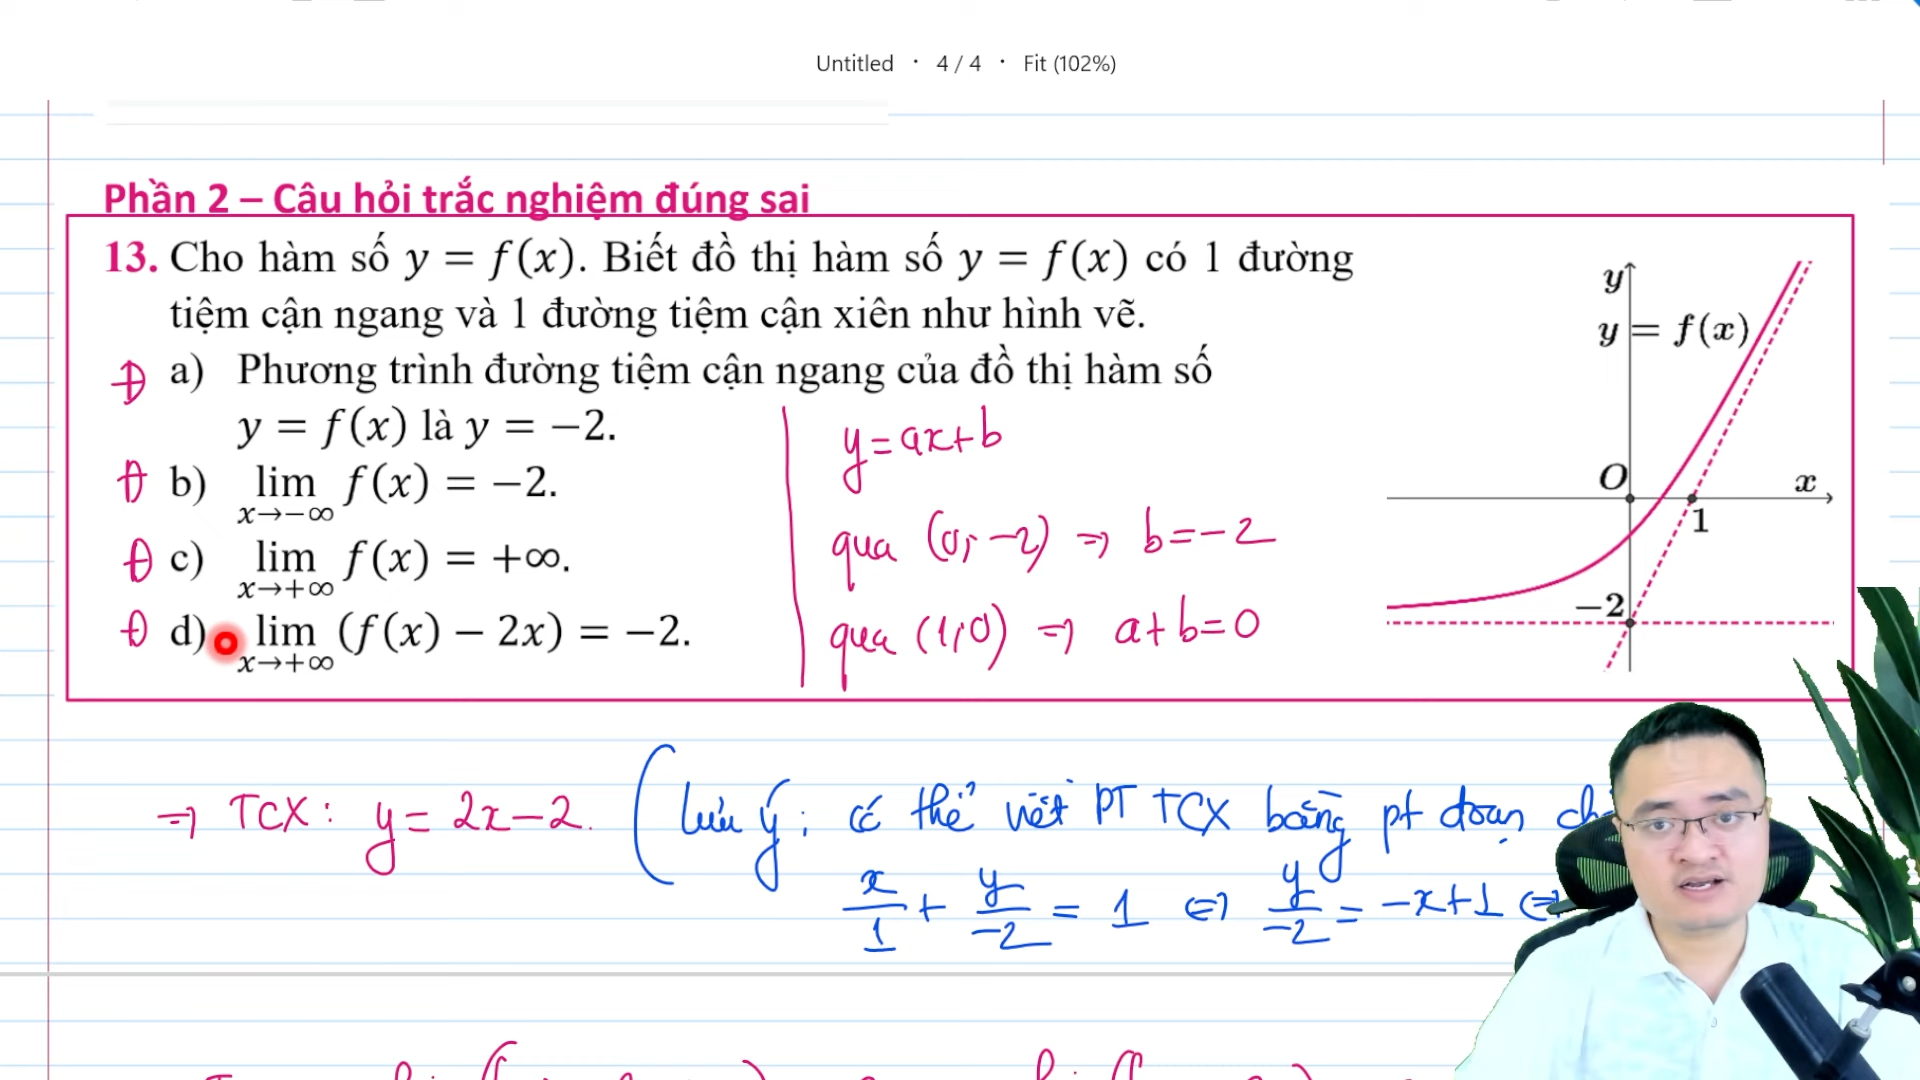 Untitled • 4 / 4 • Fit (102%)
Phần 2 – Câu hỏi trắc nghiệm đúng sai
13. Cho hàm số y = f(x). Biết đồ thị hàm số y = f(x) có 1 đường
tiệm cận ngang và 1 đường tiệm cận xiên như hình vẽ.
Đ a) Phương trình đường tiệm cận ngang của đồ thị hàm số
y = f(x) là y = −2.
Đ b) lim f(x) = −2.
x→−∞
Đ c) lim f(x) = +∞.
x→+∞
Đ d) lim (f(x) − 2x) = −2.
x→+∞
y = ax+b
qua (0; −2) ⇒ b = −2
qua (1;0) ⇒ a+b=0
y
y = f(x)
O
x
1
−2
⇒ TCX: y = 2x−2. (lưu ý: có thể viết PT TCX bằng pt đoạn
x/1 + y/−2 = 1 ⇔ y/−2 = −x+1 ⇔